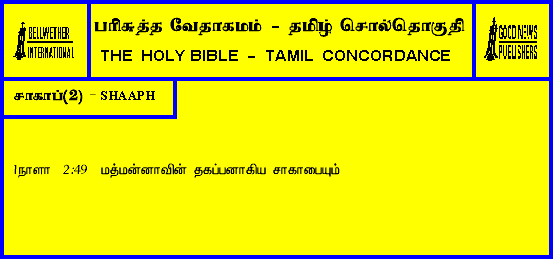 BELLWETHER
INTERNATIONAL
பரிசுத்த வேதாகமம் - தமிழ் சொல்தொகுதி
THE HOLY BIBLE - TAMIL CONCORDANCE
GOOD NEWS
PUBLISHERS
சாகாப்(2) - SHAAPH
1நாளா 2:49 மத்மன்னாவின் தகப்பனாகிய சாகாபையும்